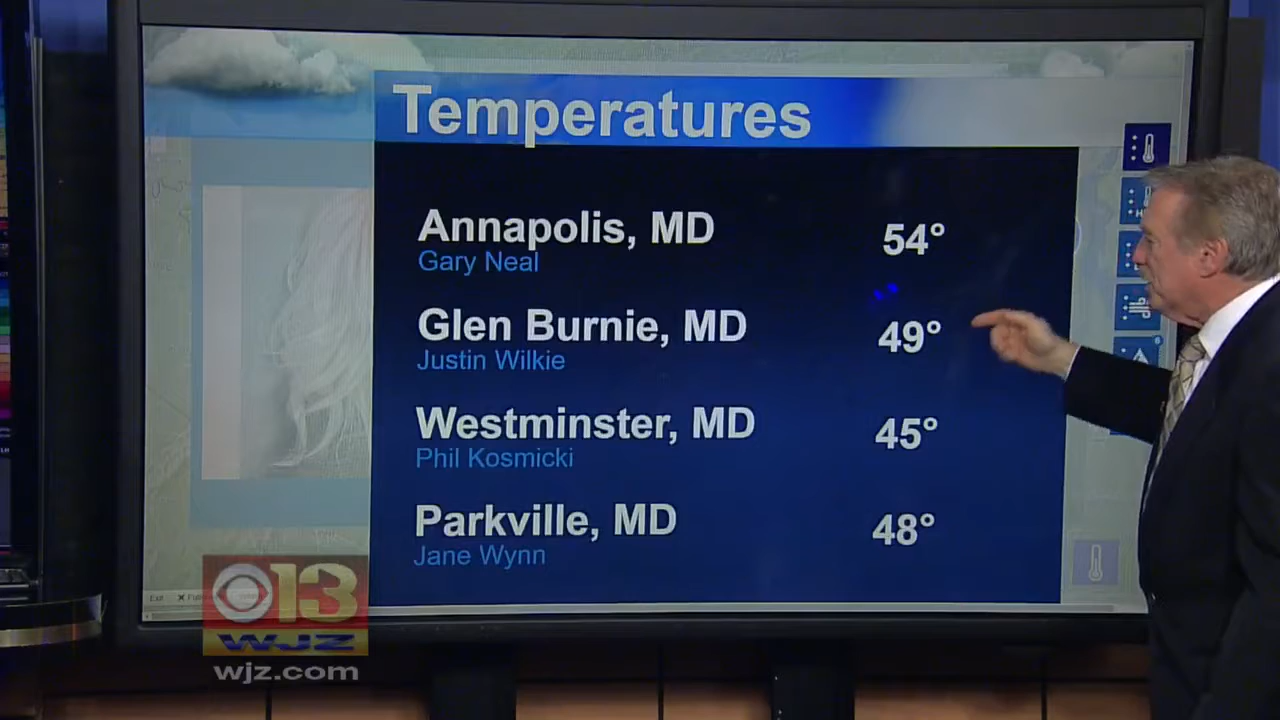 Temperatures
Annapolis, MD 54°
Gary Neal
Glen Burnie, MD 49°
Justin Wilkie
Westminster, MD 45°
Phil Kosmicki
Parkville, MD 48°
Jane Wynn
Exit
13
WJZ
wjz.com